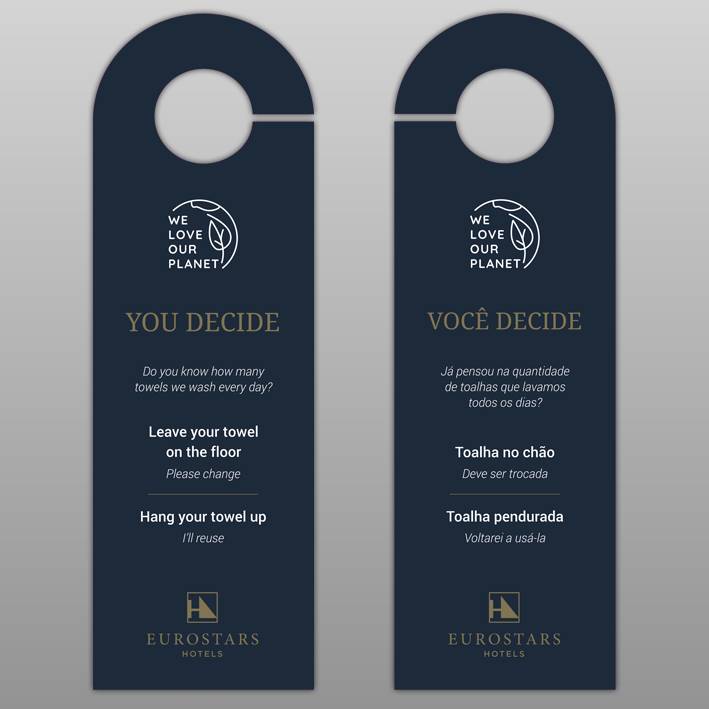 WE
LOVE
OUR
PLANET
YOU DECIDE
Do you know how many
towels we wash every day?
Leave your towel
on the floor
Please change
Hang your towel up
I'll reuse
EUROSTARS
HOTELS
WE
LOVE
OUR
PLANET
VOCÊ DECIDE
Já pensou na quantidade
de toalhas que lavamos
todos os dias?
Toalha no chão
Deve ser trocada
Toalha pendurada
Voltarei a usá-la
EUROSTARS
HOTELS